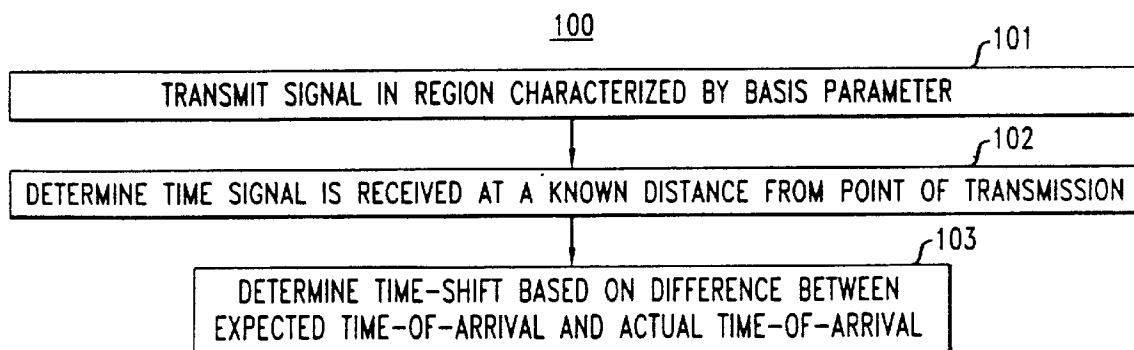 100
101
TRANSMIT SIGNAL IN REGION CHARACTERIZED BY BASIS PARAMETER
102
DETERMINE TIME SIGNAL IS RECEIVED AT A KNOWN DISTANCE FROM POINT OF TRANSMISSION
103
DETERMINE TIME-SHIFT BASED ON DIFFERENCE BETWEEN
EXPECTED TIME-OF-ARRIVAL AND ACTUAL TIME-OF-ARRIVAL